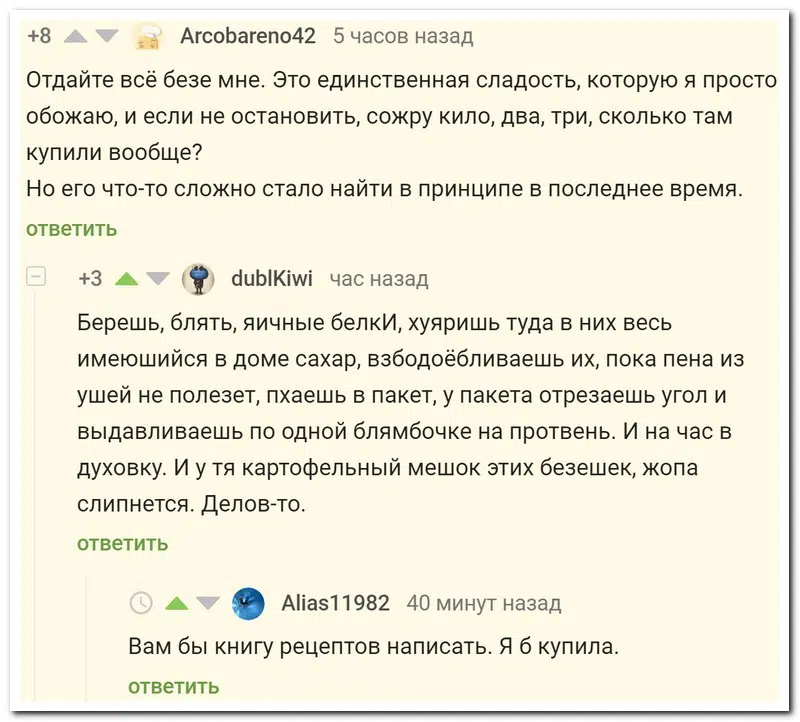 +8 Arcobareno42 5 часов назад
Отдайте всё безе мне. Это единственная сладость, которую я просто
обожаю, и если не остановить, сожру кило, два, три, сколько там
купили вообще?
Но его что-то сложно стало найти в принципе в последнее время.
ответить
+3 dublKiwi час назад
Берешь, блять, яичные белкИ, хуяришь туда в них весь
имеюшийся в доме сахар, взбодоёбливаешь их, пока пена из
ушей не полезет, пхаешь в пакет, у пакета отрезаешь угол и
выдавливаешь по одной блямбочке на протвень. И на час в
духовку. И у тя картофельный мешок этих безешек, жопа
слипнется. Делов-то.
ответить
Alias11982 40 минут назад
Вам бы книгу рецептов написать. Я б купила.
ответить